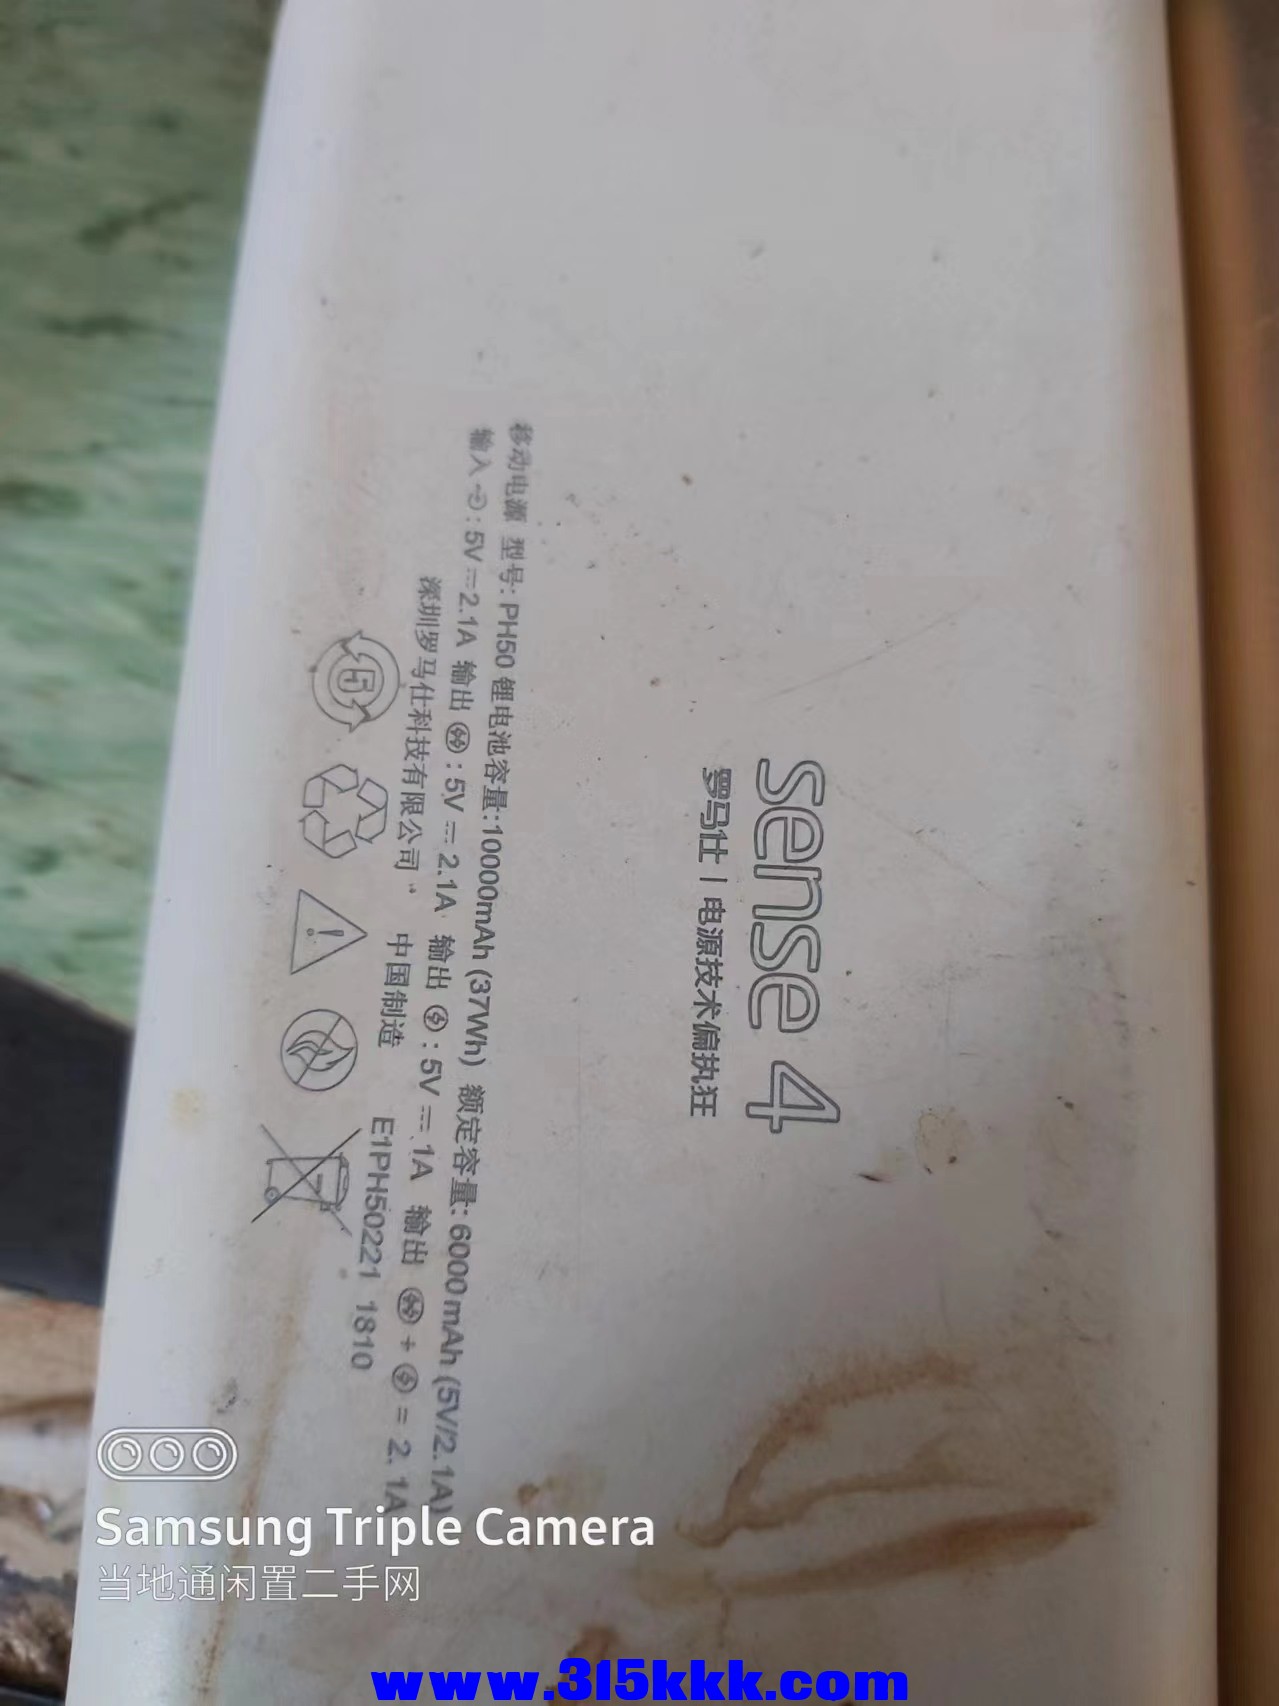 sense 4
罗马仕 | 电源技术偏执狂
移动电源 型号: PH50 锂电池容量:10000mAh (37Wh) 额定容量: 6000mAh (5V/2.1A)
输入 : 5V⎓2.1A 输出 : 5V⎓2.1A 输出 : 5V⎓1A 输出 + = 2.1A
深圳罗马仕科技有限公司 中国制造 E1PH50221 1810
5
Samsung Triple Camera
当地通闲置二手网
www.315kkk.com